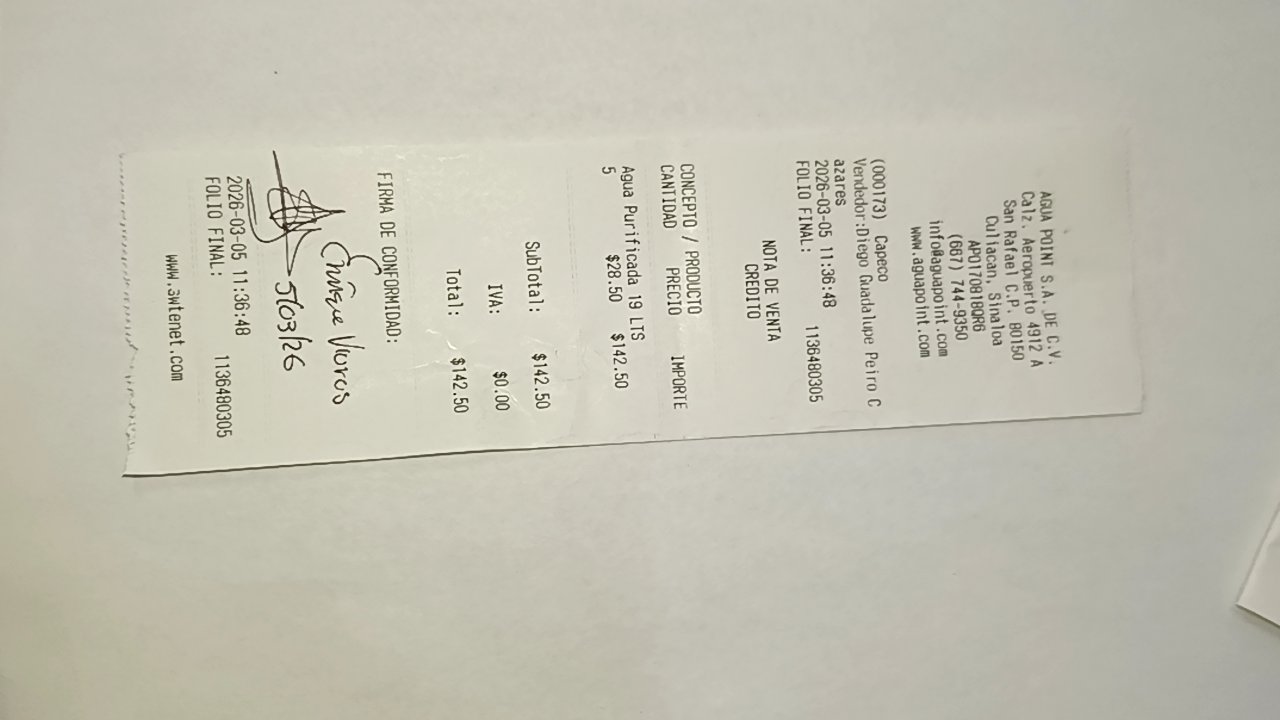 AGUA POINT S.A. DE C.V.
Calz. Aeropuerto 4912 A
San Rafael C.P. 80150
Culiacan, Sinaloa
APO170818QR6
(667) 744-9350
info@aguapoint.com
www.aguapoint.com
(000173) Capeco
Vendedor:Diego Guadalupe Peiro C
azares
2026-03-05 11:36:48 1136480305
FOLIO FINAL:
NOTA DE VENTA
CREDITO
CONCEPTO / PRODUCTO
CANTIDAD PRECIO IMPORTE
Agua Purificada 19 LTS
5 $28.50 $142.50
SubTotal: $142.50
IVA: $0.00
Total: $142.50
FIRMA DE CONFORMIDAD:
Enrique
5/03/26
2026-03-05 11:36:48 1136480305
FOLIO FINAL:
www.3wtenet.com